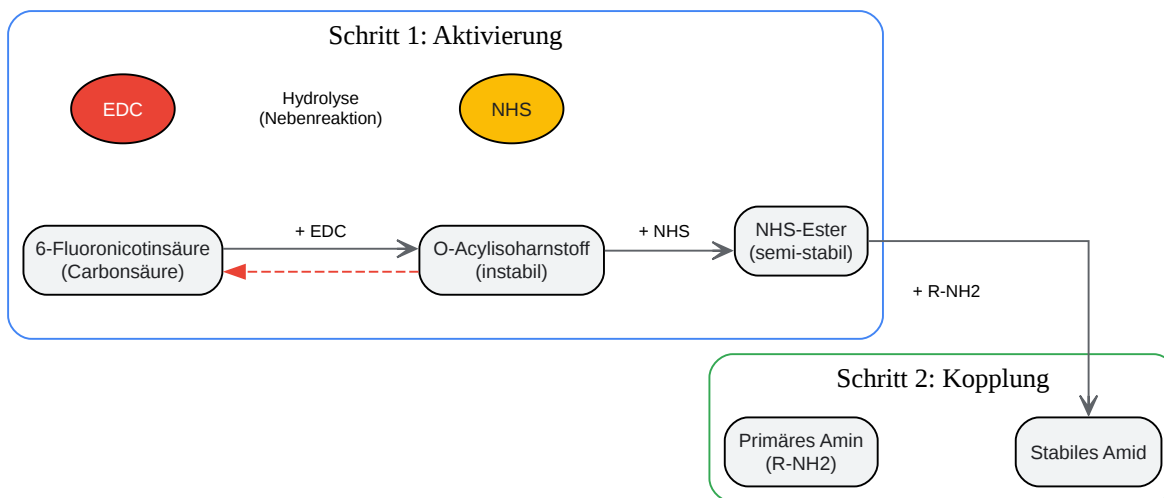 Schritt 1: Aktivierung
EDC
Hydrolyse
(Nebenreaktion)
NHS
6-Fluoronicotinsäure
(Carbonsäure)
+ EDC
O-Acylisoharnstoff
(instabil)
+ NHS
NHS-Ester
(semi-stabil)
+ R-NH2
Schritt 2: Kopplung
Primäres Amin
(R-NH2)
Stabiles Amid